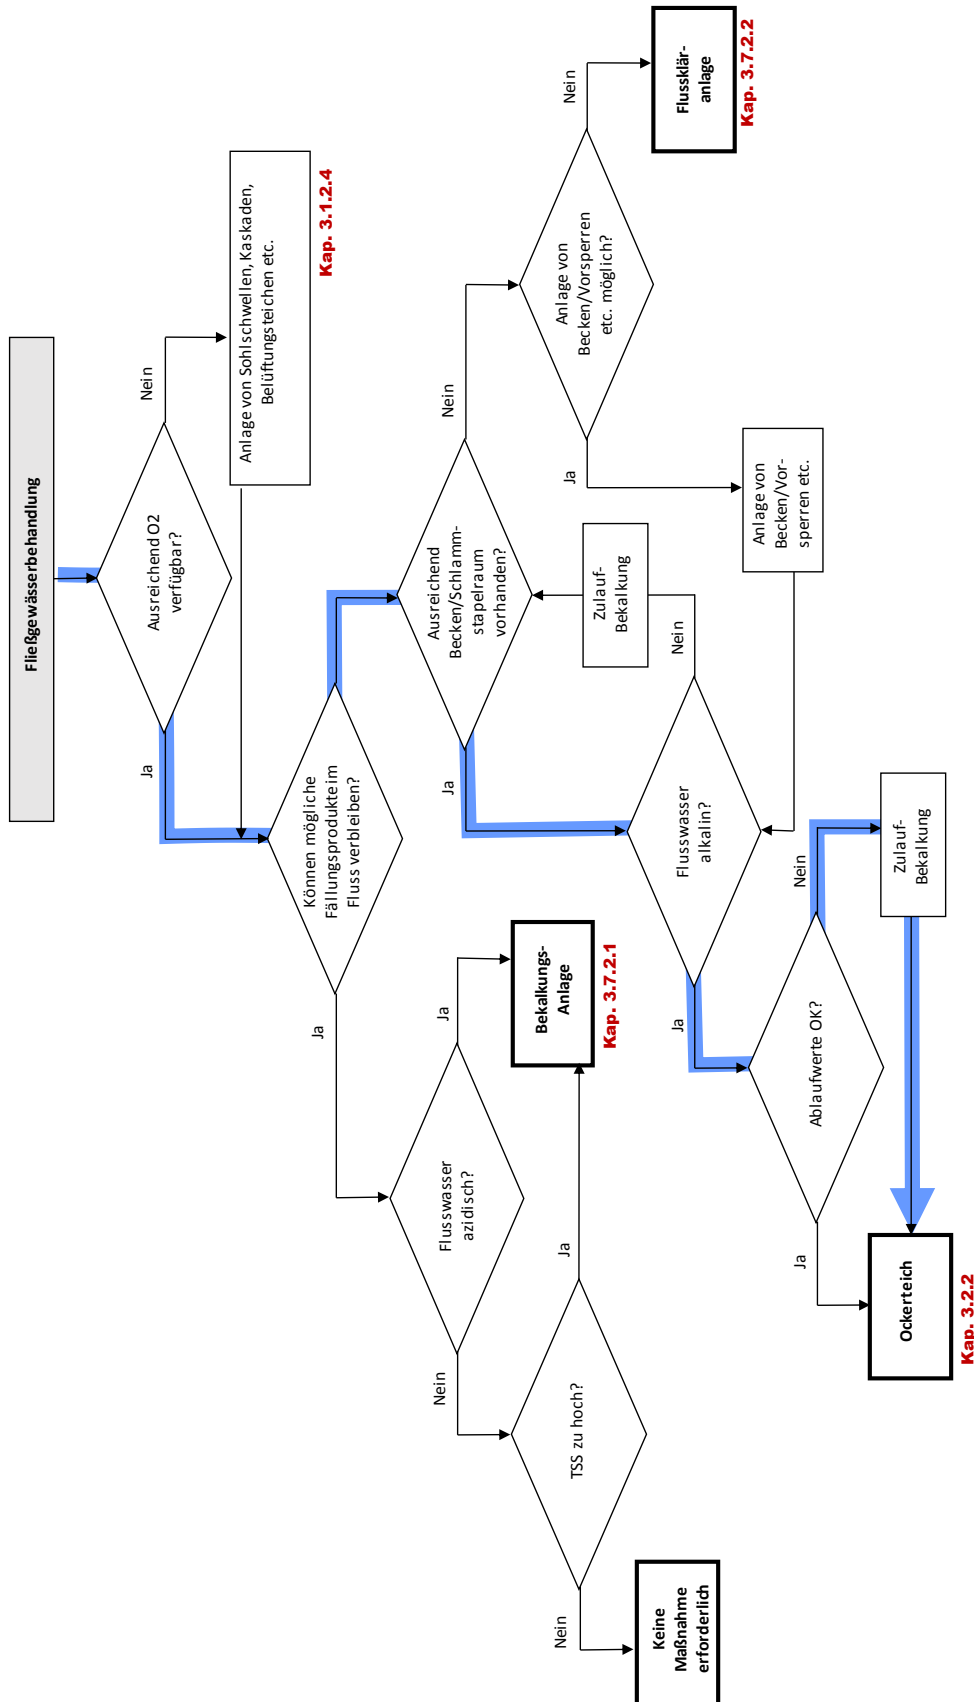 Fließgewässerbehandlung
Ausreichend O2
verfügbar?
Nein
Anlage von Sohlschwellen, Kaskaden,
Belüftungsteichen etc.
Kap. 3.1.2.4
Ja
Können mögliche
Fällungsprodukte im
Fluss verbleiben?
Ja
Flusswasser
azidisch?
Ja
Bekalkungs-
Anlage
Kap. 3.7.2.1
Nein
TSS zu hoch?
Ja
Nein
Keine
Maßnahme
erforderlich
Ausreichend
Becken/Schlamm-
stapelraum
vorhanden?
Nein
Anlage von
Becken/Vorsperren
etc. möglich?
Nein
Flussklär-
anlage
Kap. 3.7.2.2
Ja
Anlage von
Becken/Vor-
sperren etc.
Ja
Flusswasser
alkalin?
Nein
Zulauf-
Bekalkung
Ja
Ablaufwerte OK?
Nein
Zulauf-
Bekalkung
Ja
Ockerteich
Kap. 3.2.2